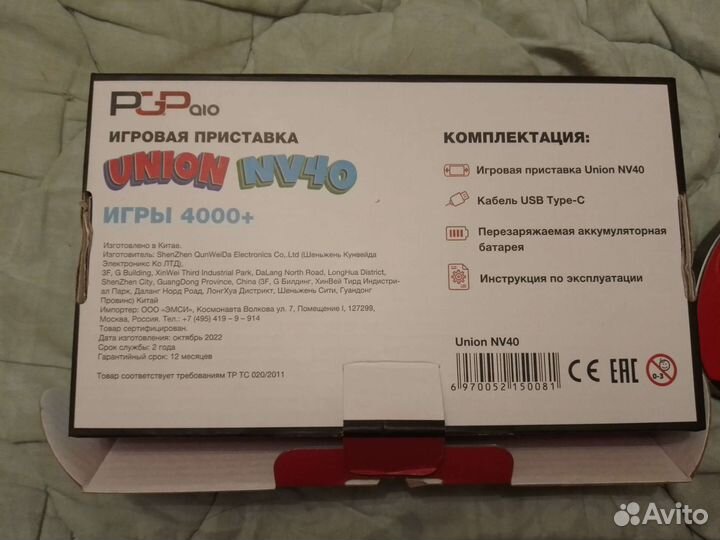 PGPaio
ИГРОВАЯ ПРИСТАВКА
UNION NV40
ИГРЫ 4000+
Изготовлено в Китае.
Изготовитель: ShenZhen QunWeiDa Electronics Co,.Ltd (Шеньжень Кунвейда
Электроникс Ко ЛТД),
3F, G Building, XinWei Third Industrial Park, DaLang North Road, LongHua District,
ShenZhen City, GuangDong Province, China (3F, G Билдинг, ХинВей Тирд Индастри-
ал Парк, Даланг Норд Роад, ЛонгХуа Дистрикт, Шеньжень Сити, Гуандонг
Провинс) Китай
Импортер: ООО «ЭМСИ», Космонавта Волкова ул. 7, Помещение I, 127299,
Москва, Россия. Тел.: +7 (495) 419 – 9 – 914
Товар сертифицирован.
Дата изготовления: октябрь 2022
Срок службы: 2 года
Гарантийный срок: 12 месяцев
Товар соответствует требованиям ТР ТС 020/2011
КОМПЛЕКТАЦИЯ:
Игровая приставка Union NV40
Кабель USB Type-C
Перезаряжаемая аккумуляторная
батарея
Инструкция по эксплуатации
Union NV40
6 970052 150081
CE EAC
0-3
Avito